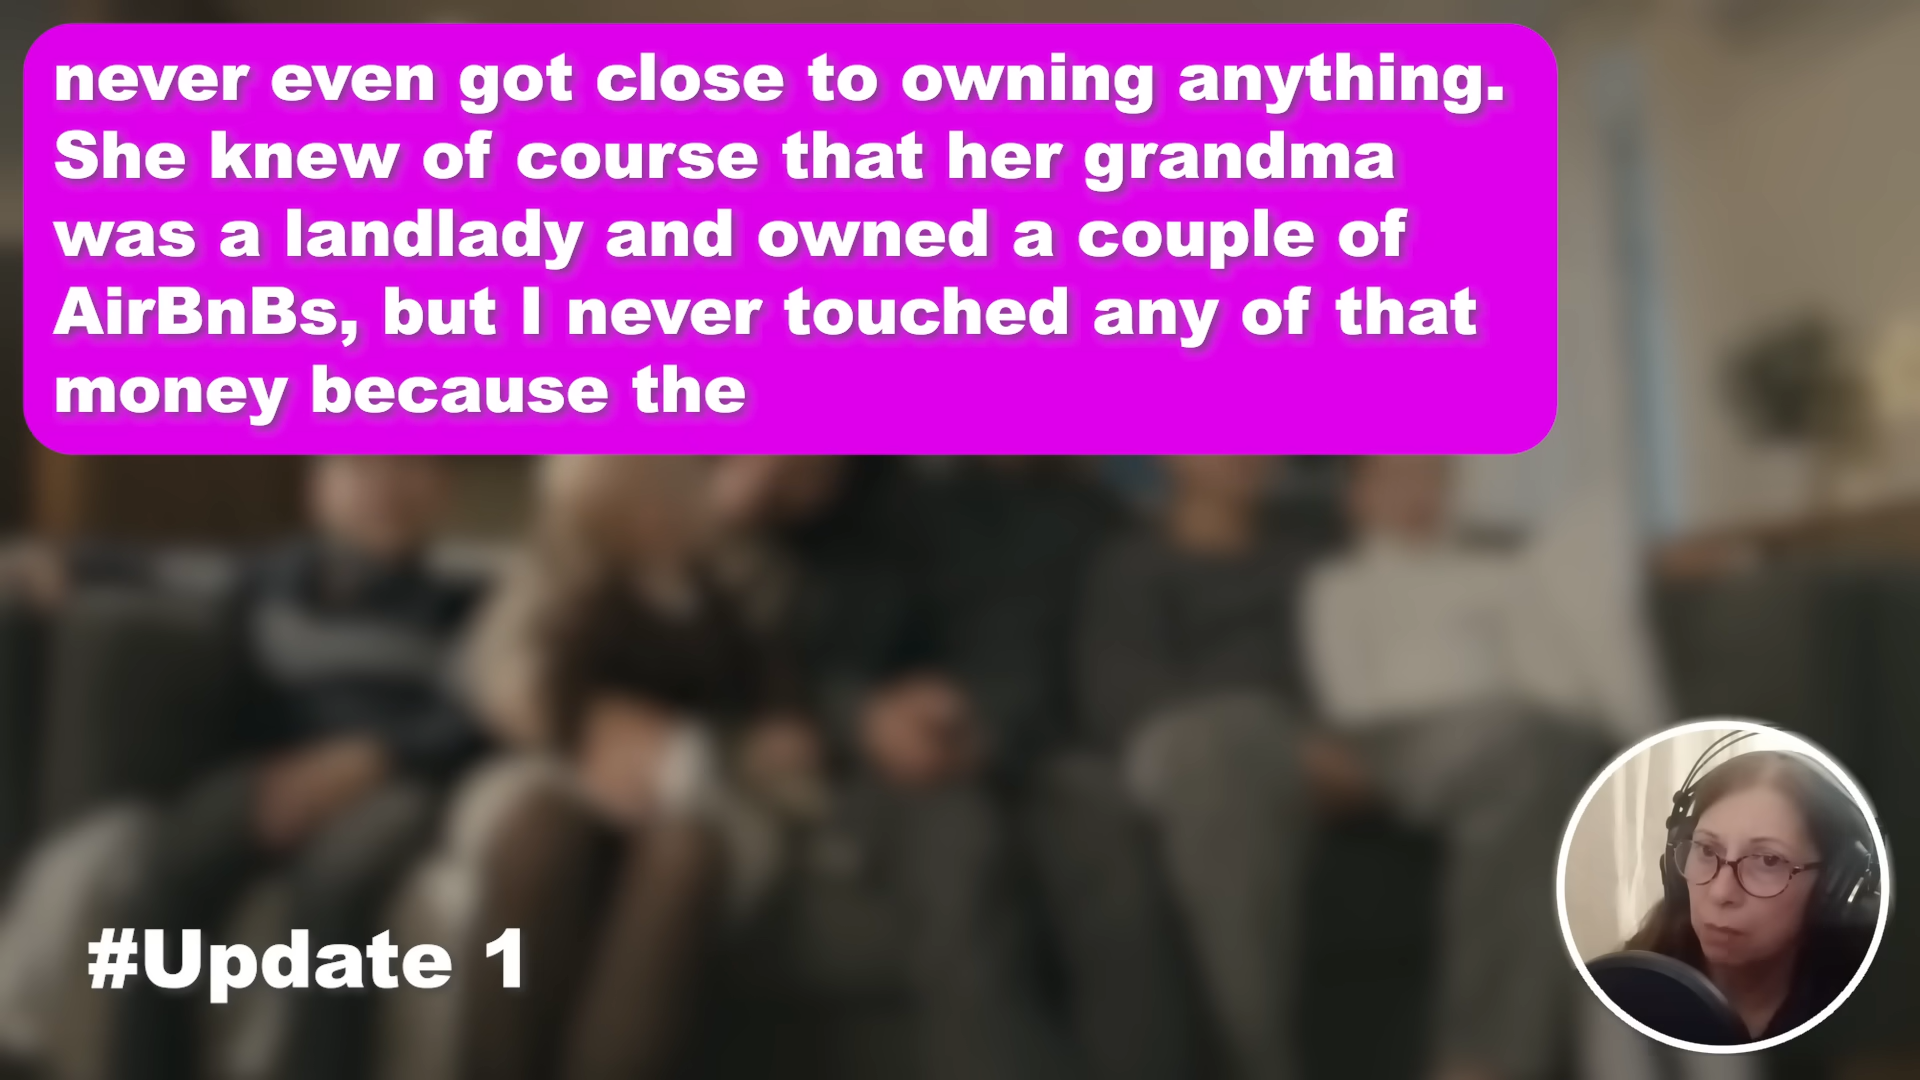 never even got close to owning anything.
She knew of course that her grandma
was a landlady and owned a couple of
AirBnBs, but I never touched any of that
money because the
#Update 1